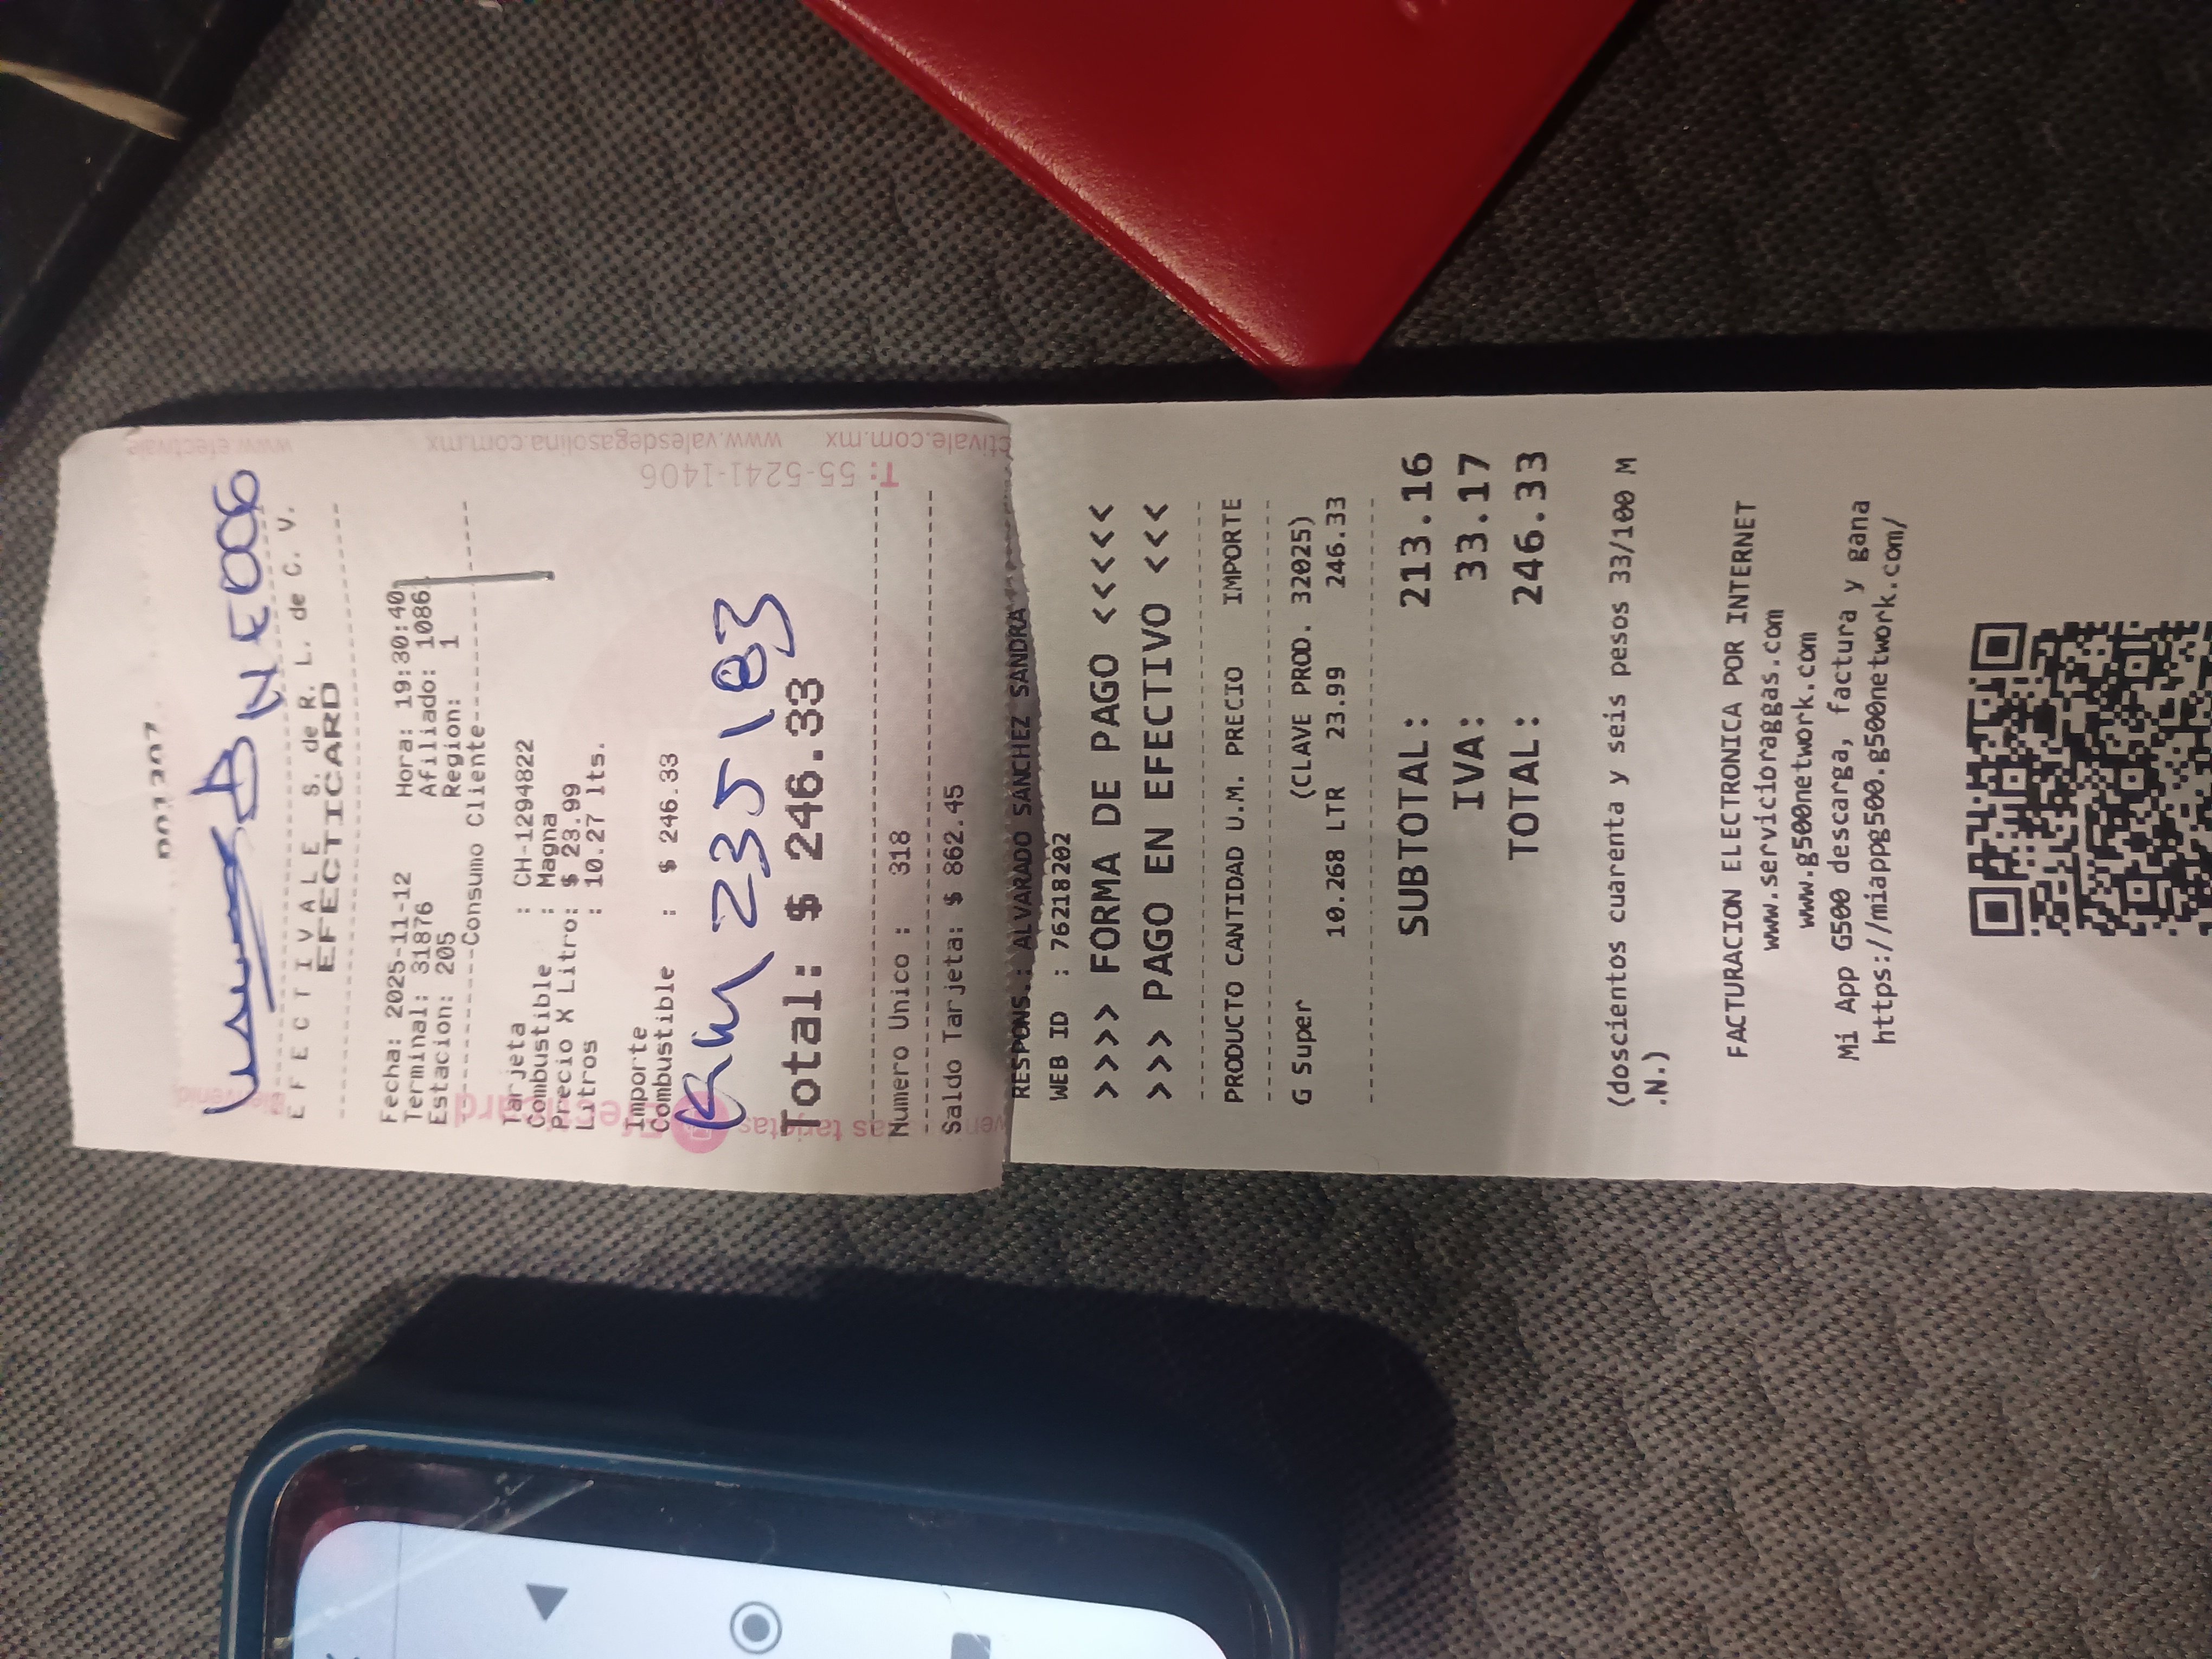 BNE006
E F E C T I V A L E  S. de R. L. de C. V.
EFECTICARD
Fecha: 2025-11-12 Hora: 19:30:40
Terminal: 31876 Afiliado: 1086
Estacion: 205 Region: 1
-----Consumo Cliente-----
Tarjeta : CH-1294822
Combustible : Magna
Precio X Litro: $ 23.99
Litros : 10.27 lts.
Importe
Combustible : $ 246.33
Km 235183
Total: $ 246.33
Numero Unico : 318
Saldo Tarjeta: $ 862.45
T: 55-5241-1406
www.valesdegasolina.com.mx
RESPONS.: ALVARADO SANCHEZ SANDRA
WEB ID : 76218202
>>>> FORMA DE PAGO <<<<<
>>> PAGO EN EFECTIVO <<<
PRODUCTO CANTIDAD U.M. PRECIO IMPORTE
G Super (CLAVE PROD. 32025)
10.268 LTR 23.99 246.33
SUBTOTAL: 213.16
IVA: 33.17
TOTAL: 246.33
(doscientos cuarenta y seis pesos 33/100 M
.N.)
FACTURACION ELECTRONICA POR INTERNET
www.servicioraggas.com
www.g500network.com
Mi App G500 descarga, factura y gana
https://miappg500.g500network.com/